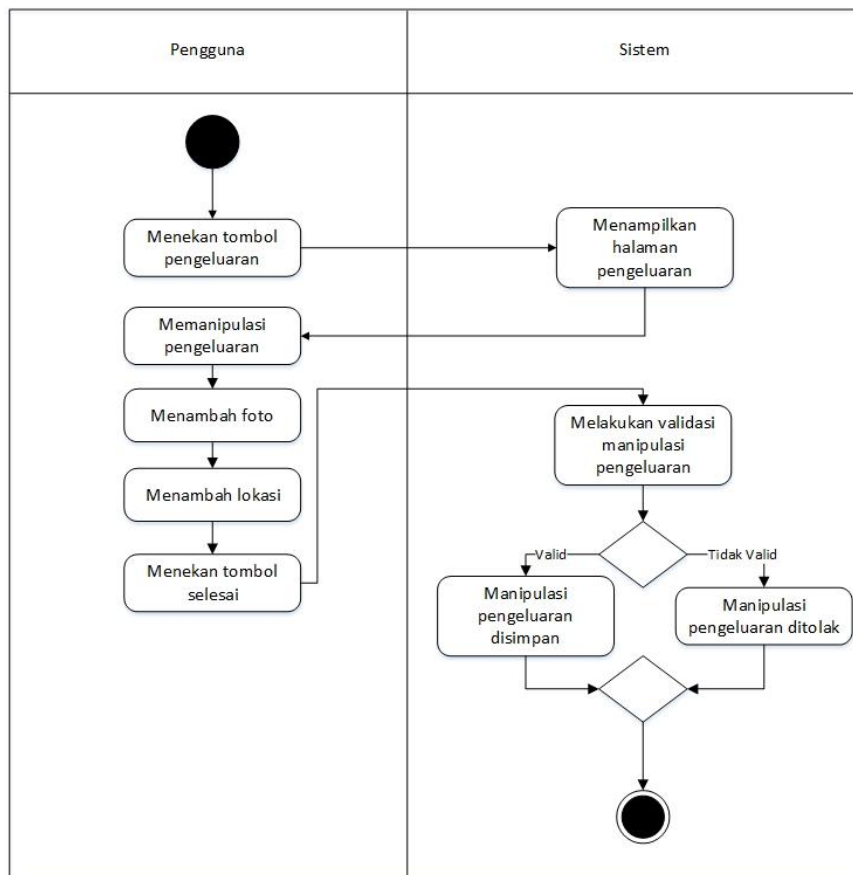 Pengguna
Sistem
Menekan tombol
pengeluaran
Menampilkan
halaman
pengeluaran
Memanipulasi
pengeluaran
Menambah foto
Menambah lokasi
Menekan tombol
selesai
Melakukan validasi
manipulasi
pengeluaran
Valid
Tidak Valid
Manipulasi
pengeluaran
disimpan
Manipulasi
pengeluaran ditolak